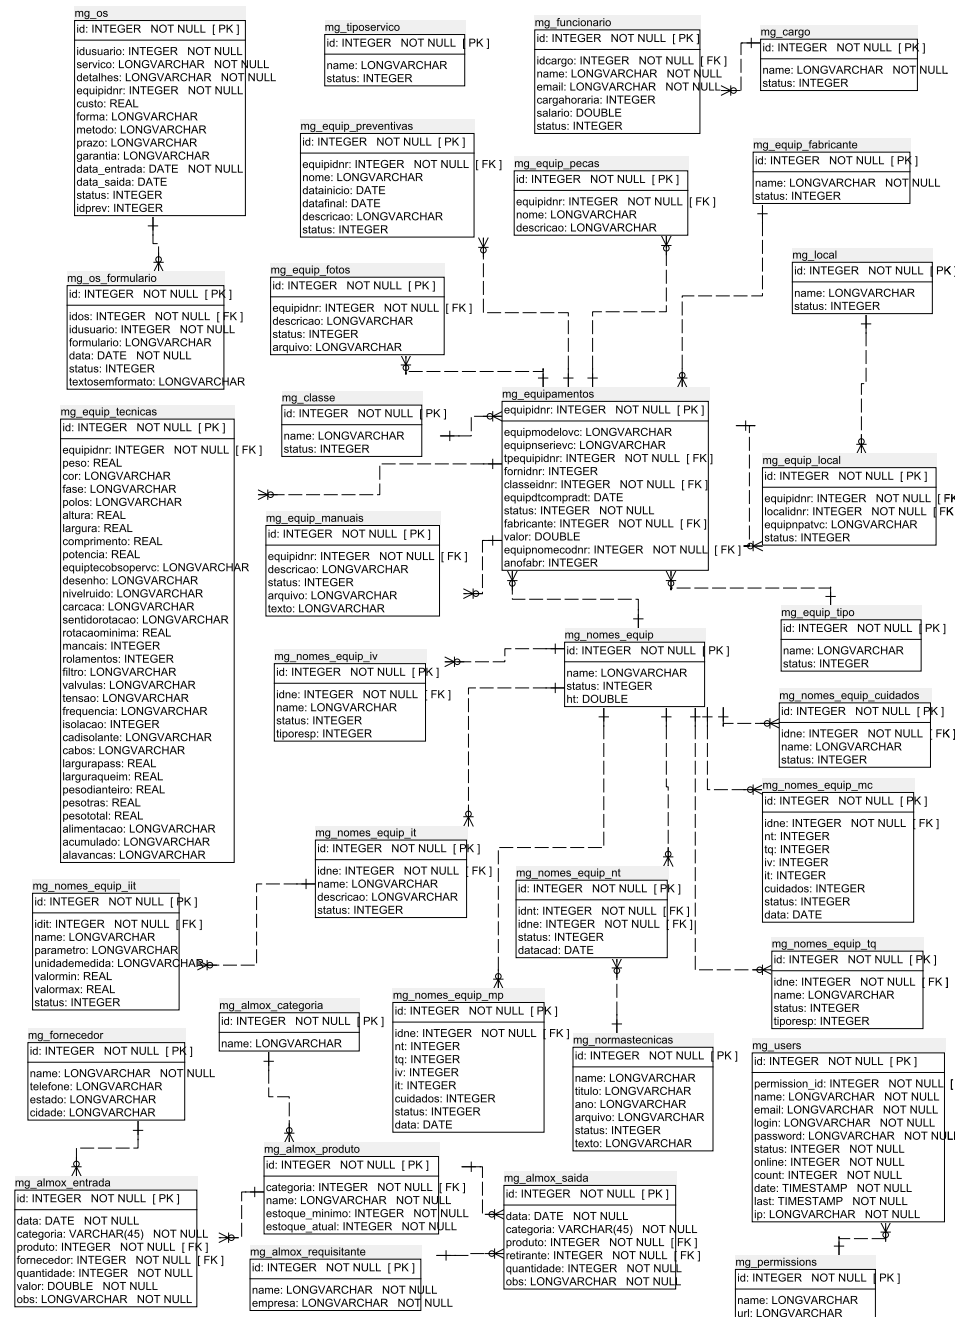 mg_os
id: INTEGER NOT NULL [ PK ]
idusuario: INTEGER NOT NULL
servico: LONGVARCHAR NOT NULL
detalhes: LONGVARCHAR NOT NULL
equipidnr: INTEGER NOT NULL
custo: REAL
forma: LONGVARCHAR
metodo: LONGVARCHAR
prazo: LONGVARCHAR
garantia: LONGVARCHAR
data_entrada: DATE NOT NULL
data_saida: DATE
status: INTEGER
idprev: INTEGER
mg_tiposervico
id: INTEGER NOT NULL [ PK ]
name: LONGVARCHAR
status: INTEGER
mg_funcionario
id: INTEGER NOT NULL [ PK ]
idcargo: INTEGER NOT NULL [ FK ]
name: LONGVARCHAR NOT NULL
email: LONGVARCHAR NOT NULL
cargahoraria: INTEGER
salario: DOUBLE
status: INTEGER
mg_cargo
id: INTEGER NOT NULL [ PK ]
name: LONGVARCHAR NOT NULL
status: INTEGER
mg_equip_preventivas
id: INTEGER NOT NULL [ PK ]
equipidnr: INTEGER NOT NULL [ FK ]
nome: LONGVARCHAR
datainicio: DATE
datafinal: DATE
descricao: LONGVARCHAR
status: INTEGER
mg_equip_pecas
id: INTEGER NOT NULL [ PK ]
equipidnr: INTEGER NOT NULL [ FK ]
nome: LONGVARCHAR
descricao: LONGVARCHAR
mg_equip_fabricante
id: INTEGER NOT NULL [ PK ]
name: LONGVARCHAR NOT NULL
status: INTEGER
mg_os_formulario
id: INTEGER NOT NULL [ PK ]
idos: INTEGER NOT NULL [ FK ]
idusuario: INTEGER NOT NULL
formulario: LONGVARCHAR NOT NULL
data: DATE NOT NULL
status: INTEGER
textosemformato: LONGVARCHAR
mg_equip_fotos
id: INTEGER NOT NULL [ PK ]
equipidnr: INTEGER NOT NULL [ FK ]
descricao: LONGVARCHAR
status: INTEGER
arquivo: LONGVARCHAR
mg_local
id: INTEGER NOT NULL [ PK ]
name: LONGVARCHAR
status: INTEGER
mg_equip_tecnicas
id: INTEGER NOT NULL [ PK ]
equipidnr: INTEGER NOT NULL [ FK ]
peso: REAL
cor: LONGVARCHAR
fase: LONGVARCHAR
polos: LONGVARCHAR
altura: REAL
largura: REAL
comprimento: REAL
potencia: REAL
equiptecobsopervc: LONGVARCHAR
desenho: LONGVARCHAR
nivelruido: LONGVARCHAR
carcaca: LONGVARCHAR
sentidorotacao: LONGVARCHAR
rotacaominima: REAL
mancais: INTEGER
rolamentos: INTEGER
filtro: LONGVARCHAR
valvulas: LONGVARCHAR
tensao: LONGVARCHAR
frequencia: LONGVARCHAR
isolacao: INTEGER
cadisolante: LONGVARCHAR
cabos: LONGVARCHAR
largurapass: REAL
larguraqueim: REAL
pesodianteiro: REAL
pesotras: REAL
pesototal: REAL
alimentacao: LONGVARCHAR
acumulado: LONGVARCHAR
alavancas: LONGVARCHAR
mg_classe
id: INTEGER NOT NULL [ PK ]
name: LONGVARCHAR
status: INTEGER
mg_equipamentos
equipidnr: INTEGER NOT NULL [ PK ]
equipmodelovc: LONGVARCHAR
equipnserievc: LONGVARCHAR
tpequipidnr: INTEGER NOT NULL [ FK ]
fornidnr: INTEGER
classeidnr: INTEGER NOT NULL [ FK ]
equipdtcompradt: DATE
status: INTEGER NOT NULL
fabricante: INTEGER NOT NULL [ FK ]
valor: DOUBLE
equipnomecodnr: INTEGER NOT NULL [ FK ]
anofabr: INTEGER
mg_equip_local
id: INTEGER NOT NULL [ PK ]
equipidnr: INTEGER NOT NULL [ FK
localidnr: INTEGER NOT NULL [ FK
equipnpatvc: LONGVARCHAR
status: INTEGER
mg_equip_manuais
id: INTEGER NOT NULL [ PK ]
equipidnr: INTEGER NOT NULL [ FK ]
descricao: LONGVARCHAR
status: INTEGER
arquivo: LONGVARCHAR
texto: LONGVARCHAR
mg_equip_tipo
id: INTEGER NOT NULL [ PK ]
name: LONGVARCHAR
status: INTEGER
mg_nomes_equip
id: INTEGER NOT NULL [ PK ]
name: LONGVARCHAR
status: INTEGER
ht: DOUBLE
mg_nomes_equip_iv
id: INTEGER NOT NULL [ PK ]
idne: INTEGER NOT NULL [ FK ]
name: LONGVARCHAR
status: INTEGER
tiporesp: INTEGER
mg_nomes_equip_cuidados
id: INTEGER NOT NULL [ PK ]
idne: INTEGER NOT NULL [ FK ]
name: LONGVARCHAR
status: INTEGER
mg_nomes_equip_mc
id: INTEGER NOT NULL [ PK ]
idne: INTEGER NOT NULL [ FK ]
nt: INTEGER
tq: INTEGER
iv: INTEGER
it: INTEGER
cuidados: INTEGER
status: INTEGER
data: DATE
mg_nomes_equip_it
id: INTEGER NOT NULL [ PK ]
idne: INTEGER NOT NULL [ FK ]
name: LONGVARCHAR
descricao: LONGVARCHAR
status: INTEGER
mg_nomes_equip_nt
id: INTEGER NOT NULL [ PK ]
idnt: INTEGER NOT NULL [ FK ]
idne: INTEGER NOT NULL [ FK ]
status: INTEGER
datacad: DATE
mg_nomes_equip_iit
id: INTEGER NOT NULL [ PK ]
idit: INTEGER NOT NULL [ FK ]
name: LONGVARCHAR
parametro: LONGVARCHAR
unidademedida: LONGVARCHAR
valormin: REAL
valormax: REAL
status: INTEGER
mg_nomes_equip_tq
id: INTEGER NOT NULL [ PK ]
idne: INTEGER NOT NULL [ FK ]
name: LONGVARCHAR
status: INTEGER
tiporesp: INTEGER
mg_nomes_equip_mp
id: INTEGER NOT NULL [ PK ]
idne: INTEGER NOT NULL [ FK ]
nt: INTEGER
tq: INTEGER
iv: INTEGER
it: INTEGER
cuidados: INTEGER
status: INTEGER
data: DATE
mg_almox_categoria
id: INTEGER NOT NULL [ PK ]
name: LONGVARCHAR
mg_fornecedor
id: INTEGER NOT NULL [ PK ]
name: LONGVARCHAR NOT NULL
telefone: LONGVARCHAR
estado: LONGVARCHAR
cidade: LONGVARCHAR
mg_normastecnicas
id: INTEGER NOT NULL [ PK ]
name: LONGVARCHAR
titulo: LONGVARCHAR
ano: LONGVARCHAR
arquivo: LONGVARCHAR
status: INTEGER
texto: LONGVARCHAR
mg_users
id: INTEGER NOT NULL [ PK ]
permission_id: INTEGER NOT NULL [
name: LONGVARCHAR NOT NULL
email: LONGVARCHAR NOT NULL
login: LONGVARCHAR NOT NULL
password: LONGVARCHAR NOT NULL
status: INTEGER NOT NULL
online: INTEGER NOT NULL
count: INTEGER NOT NULL
date: TIMESTAMP NOT NULL
last: TIMESTAMP NOT NULL
ip: LONGVARCHAR NOT NULL
mg_almox_produto
id: INTEGER NOT NULL [ PK ]
categoria: INTEGER NOT NULL [ FK ]
name: LONGVARCHAR NOT NULL
estoque_minimo: INTEGER NOT NULL
estoque_atual: INTEGER NOT NULL
mg_almox_entrada
id: INTEGER NOT NULL [ PK ]
data: DATE NOT NULL
categoria: VARCHAR(45) NOT NULL
produto: INTEGER NOT NULL [ FK ]
fornecedor: INTEGER NOT NULL [ FK ]
quantidade: INTEGER NOT NULL
valor: DOUBLE NOT NULL
obs: LONGVARCHAR NOT NULL
mg_almox_saida
id: INTEGER NOT NULL [ PK ]
data: DATE NOT NULL
categoria: VARCHAR(45) NOT NULL
produto: INTEGER NOT NULL [ FK ]
retirante: INTEGER NOT NULL [ FK ]
quantidade: INTEGER NOT NULL
obs: LONGVARCHAR NOT NULL
mg_almox_requisitante
id: INTEGER NOT NULL [ PK ]
name: LONGVARCHAR NOT NULL
empresa: LONGVARCHAR NOT NULL
mg_permissions
id: INTEGER NOT NULL [ PK ]
name: LONGVARCHAR
url: LONGVARCHAR